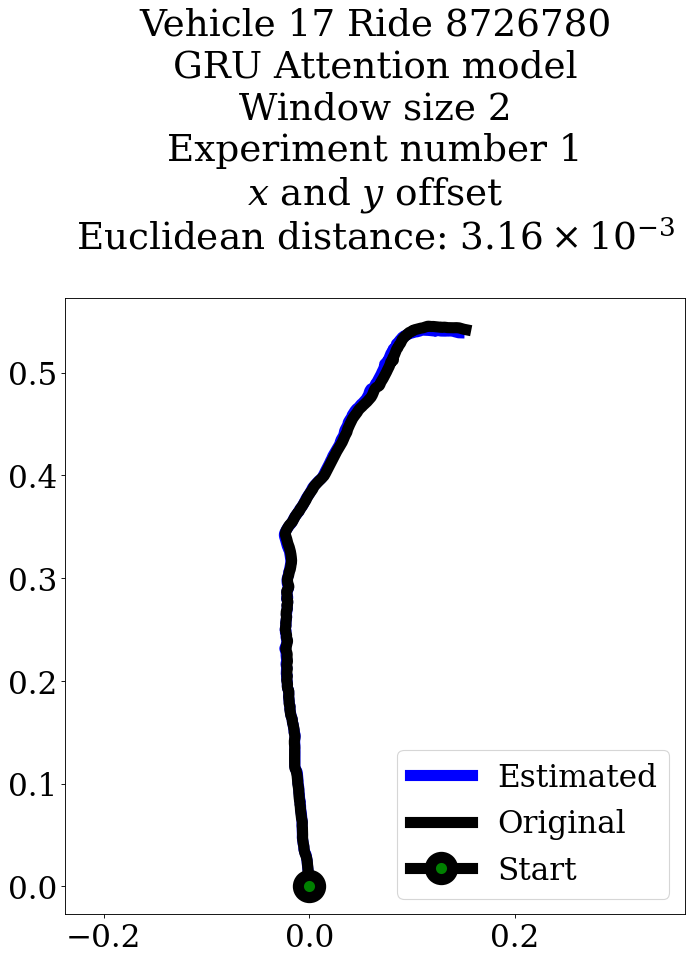 Vehicle 17 Ride 8726780
GRU Attention model
Window size 2
Experiment number 1
x and y offset
Euclidean distance: 3.16 × 10⁻³
0.5
0.4
0.3
0.2
0.1
0.0
Estimated
Original
Start
−0.2
0.0
0.2